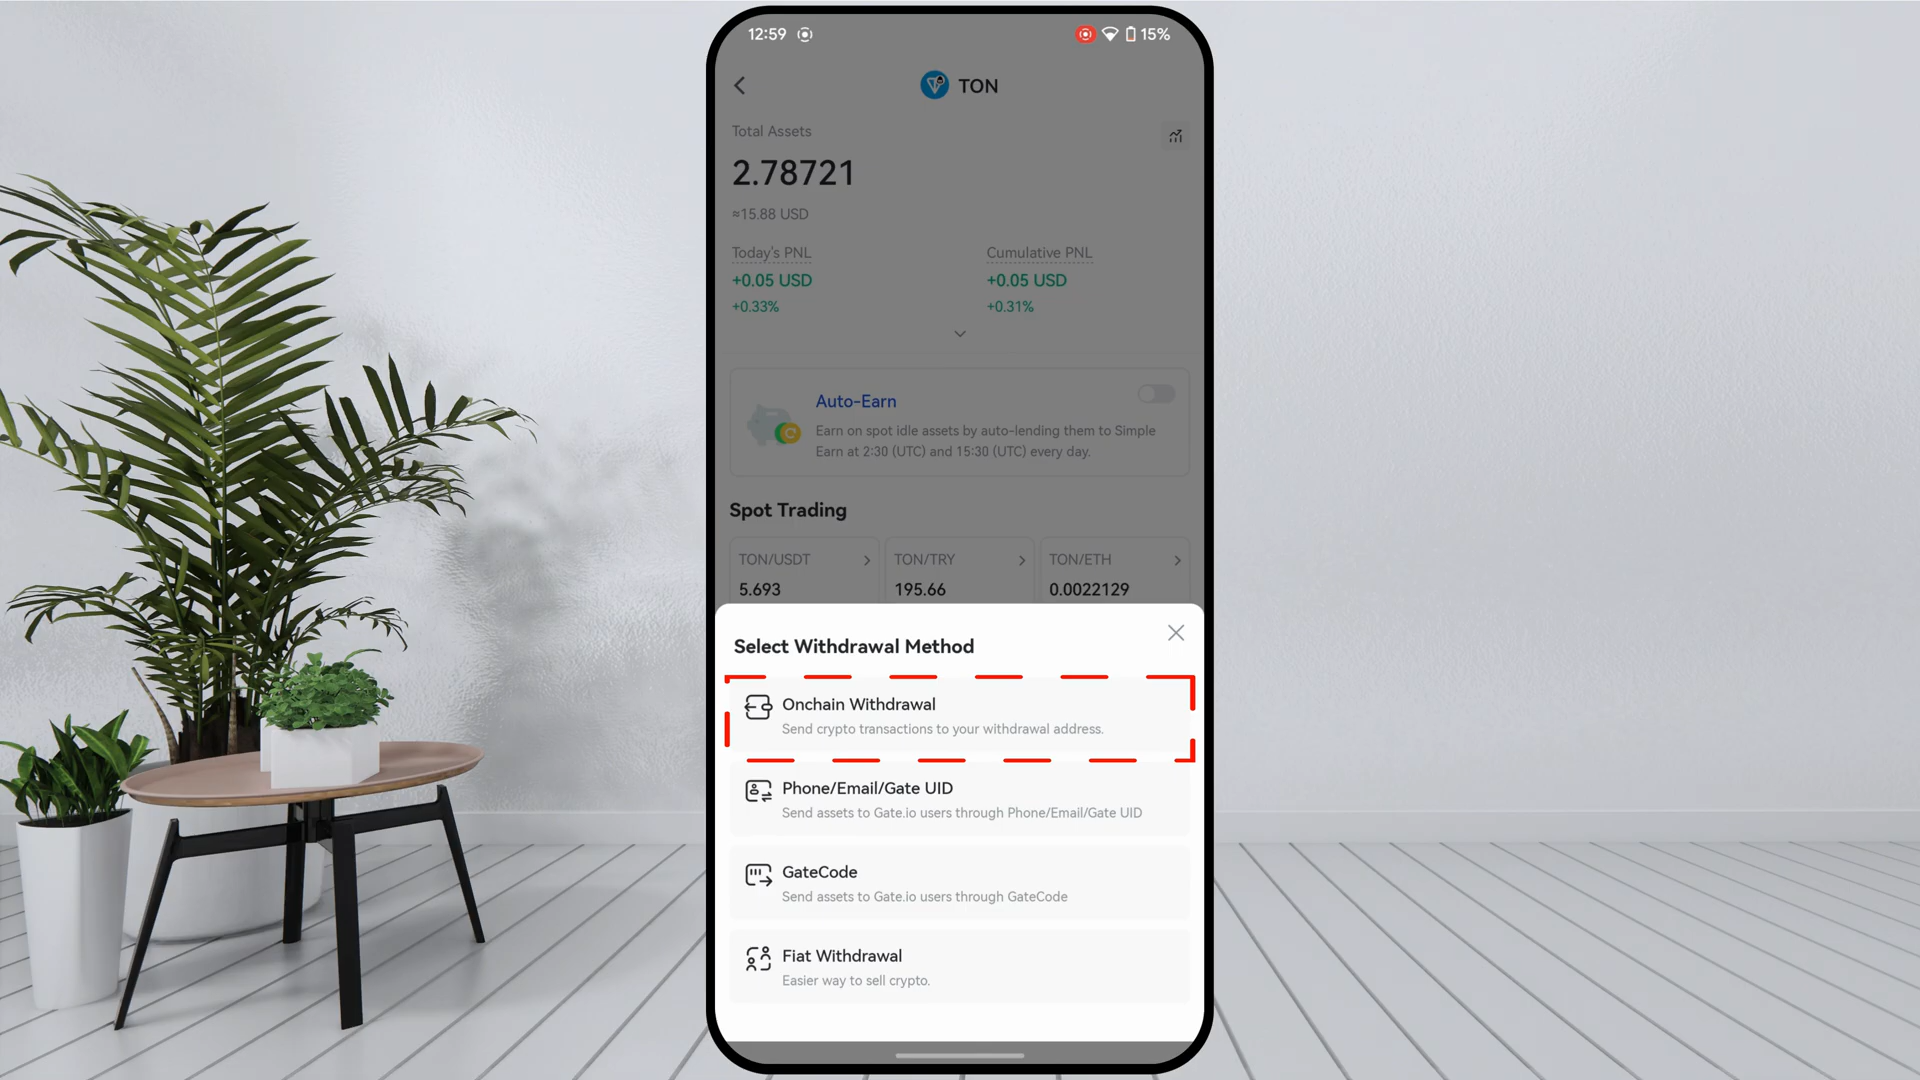 12:59
15%
TON
Total Assets
2.78721
≈15.88 USD
Today's PNL
Cumulative PNL
+0.05 USD
+0.05 USD
+0.33%
+0.31%
Auto-Earn
Earn on spot idle assets by auto-lending them to Simple
Earn at 2:30 (UTC) and 15:30 (UTC) every day.
Spot Trading
TON/USDT
TON/TRY
TON/ETH
5.693
195.66
0.0022129
Select Withdrawal Method
Onchain Withdrawal
Send crypto transactions to your withdrawal address.
Phone/Email/Gate UID
Send assets to Gate.io users through Phone/Email/Gate UID
GateCode
Send assets to Gate.io users through GateCode
Fiat Withdrawal
Easier way to sell crypto.